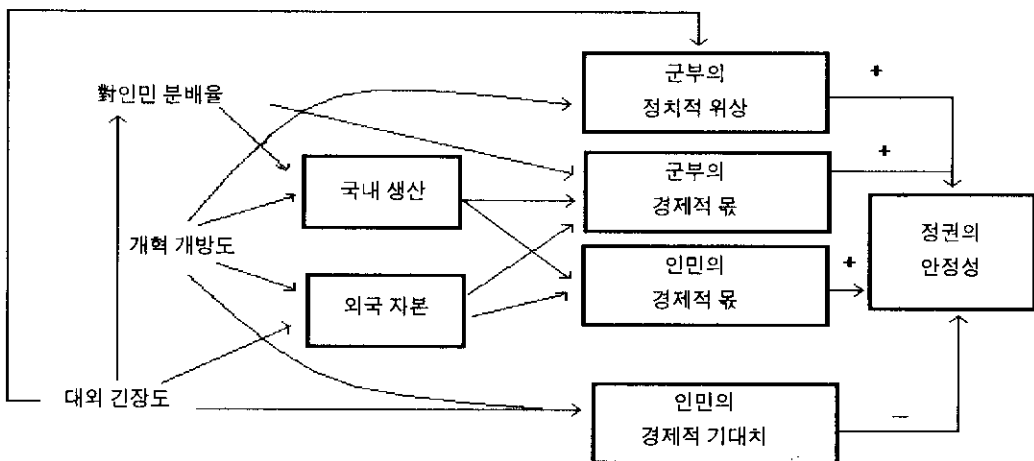 군부의
정치적 위상
+
對인민 분배율
군부의
경제적 몫
+
국내 생산
정권의
안정성
개혁 개방도
인민의
경제적 몫
+
외국 자본
대외 긴장도
인민의
경제적 기대치
—